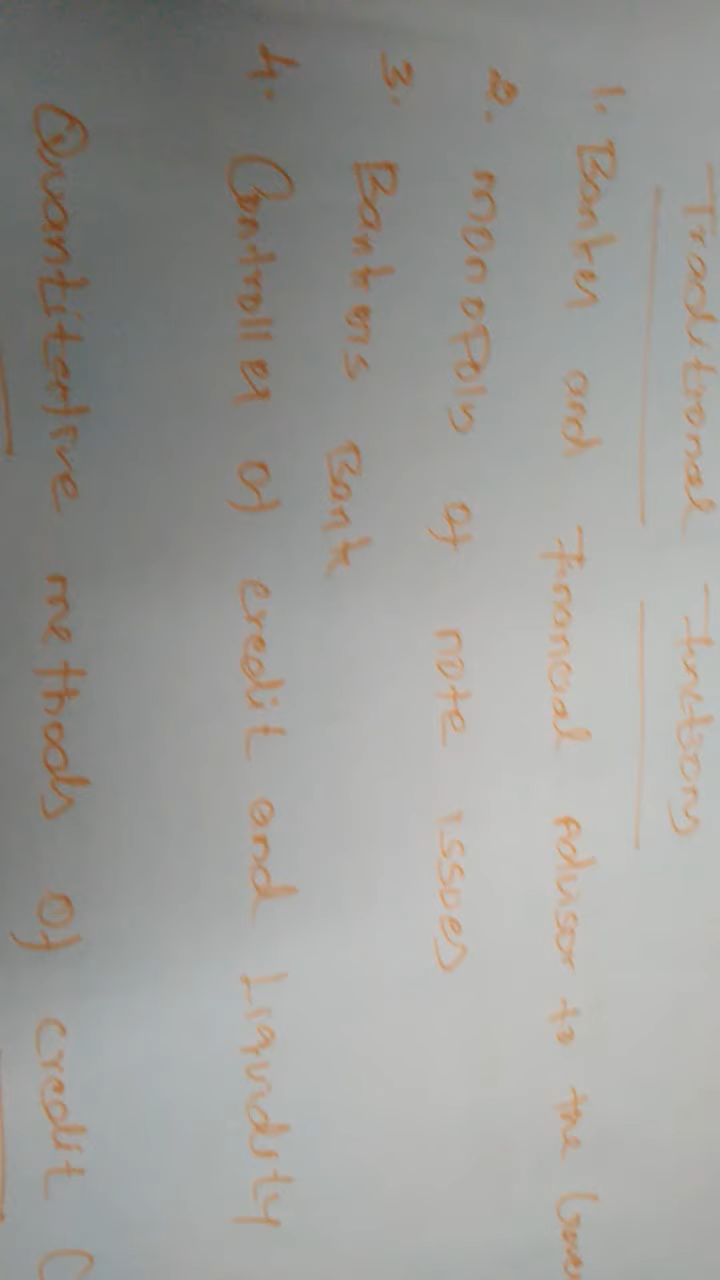 Traditional Functions
1. Banker and Financial Advisor to the Gove
2. monopoly of note issues
3. Bankers Bank
4. Controller of credit and Liquidity
Quantitative methods of credit C